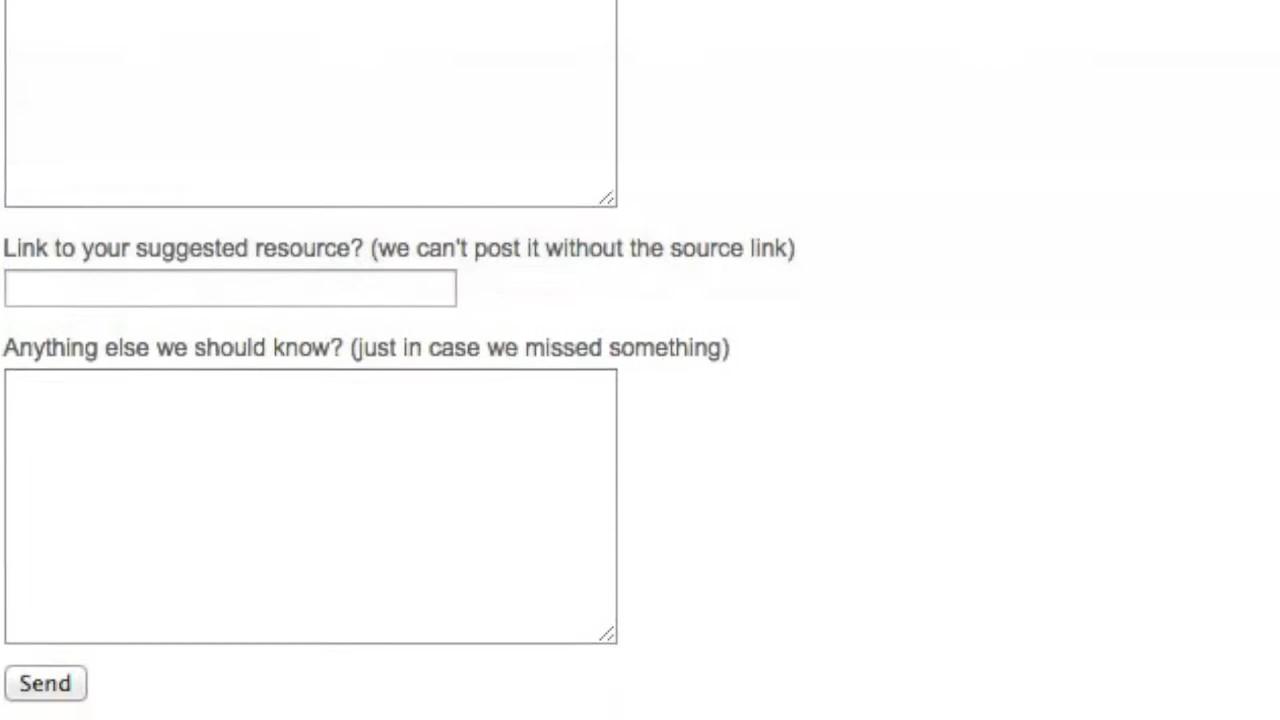 Link to your suggested resource? (we can't post it without the source link)
Anything else we should know? (just in case we missed something)
Send